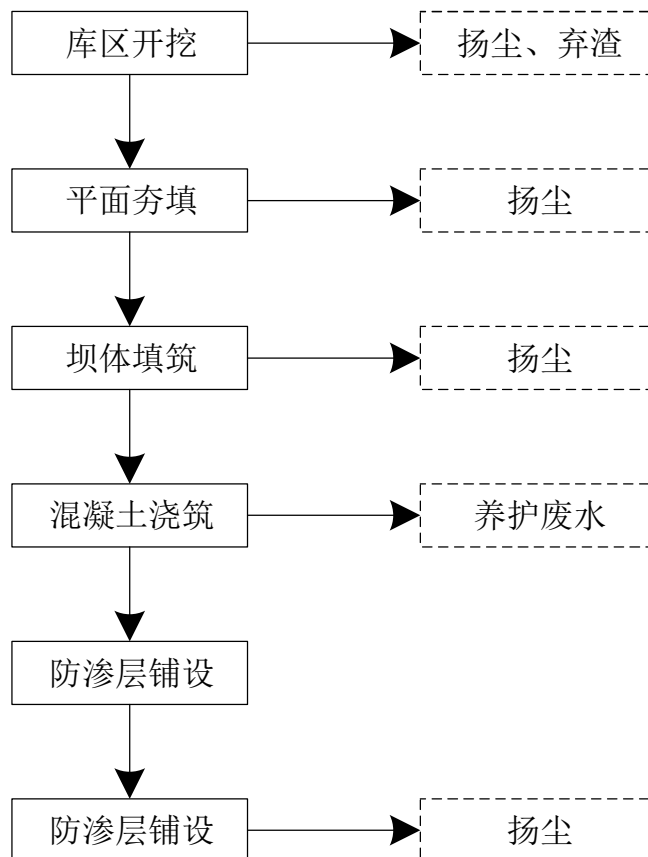 库区开挖
扬尘、弃渣
平面夯填
扬尘
坝体填筑
扬尘
混凝土浇筑
养护废水
防渗层铺设
防渗层铺设
扬尘